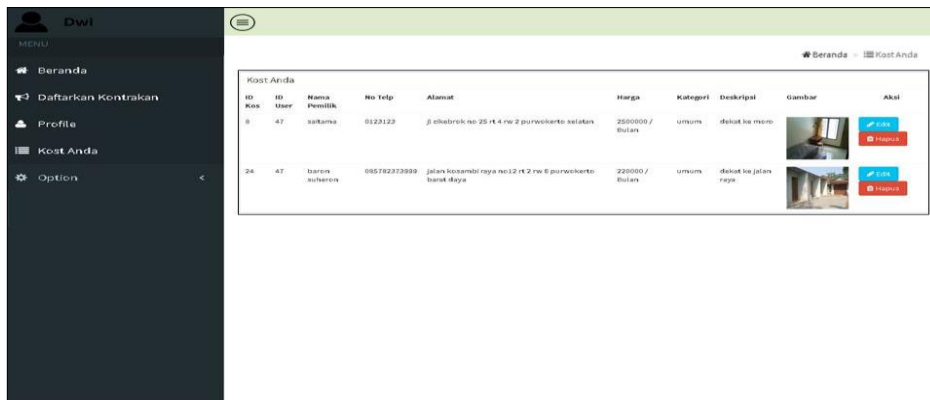 Dwi
MENU
Beranda
Daftarkan Kontrakan
Profile
Kost Anda
Option
Beranda > Kost Anda
Kost Anda
ID Kos ID User Nama Pemilik No Telp Alamat Harga Kategori Deskripsi Gambar Aksi
8 47 saitama 0123123 jl cikebrok no 25 rt 4 rw 2 purwokerto selatan 2500000 / Bulan umum dekat ke moro Edit
Hapus
24 47 baron suheron jalan kosambi raya no12 rt 2 rw 6 purwokerto barat daya 220000 / Bulan umum dekat ke jalan raya Edit
Hapus